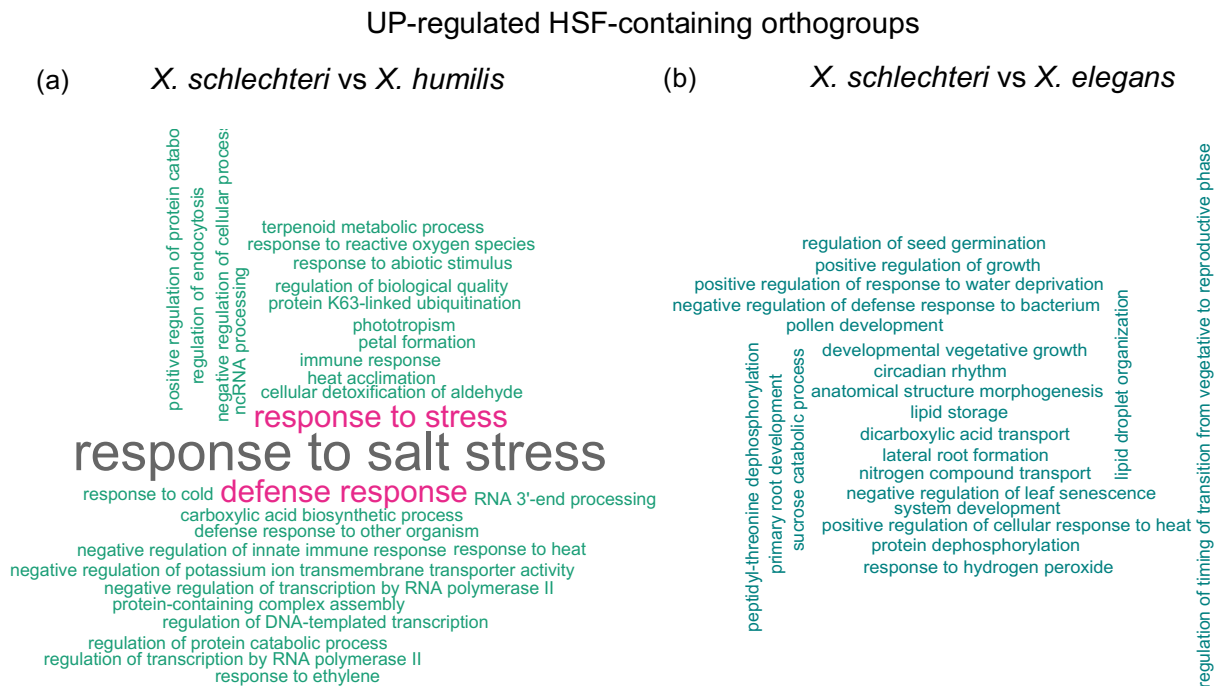 UP-regulated HSF-containing orthogroups
(a) X. schlechteri vs X. humilis
positive regulation of protein catabo
regulation of endocytosis
negative regulation of cellular process
ncRNA processing
terpenoid metabolic process
response to reactive oxygen species
response to abiotic stimulus
regulation of biological quality
protein K63-linked ubiquitination
phototropism
petal formation
immune response
heat acclimation
cellular detoxification of aldehyde
response to stress
response to salt stress
response to cold defense response RNA 3'-end processing
carboxylic acid biosynthetic process
defense response to other organism
negative regulation of innate immune response response to heat
negative regulation of potassium ion transmembrane transporter activity
negative regulation of transcription by RNA polymerase II
protein-containing complex assembly
regulation of DNA-templated transcription
regulation of protein catabolic process
regulation of transcription by RNA polymerase II
response to ethylene
(b) X. schlechteri vs X. elegans
regulation of seed germination
positive regulation of growth
positive regulation of response to water deprivation
negative regulation of defense response to bacterium
pollen development
peptidyl-threonine dephosphorylation
primary root development
sucrose catabolic process
developmental vegetative growth
circadian rhythm
anatomical structure morphogenesis
lipid storage
dicarboxylic acid transport
lateral root formation
nitrogen compound transport
negative regulation of leaf senescence
system development
positive regulation of cellular response to heat
protein dephosphorylation
response to hydrogen peroxide
lipid droplet organization
regulation of timing of transition from vegetative to reproductive phase